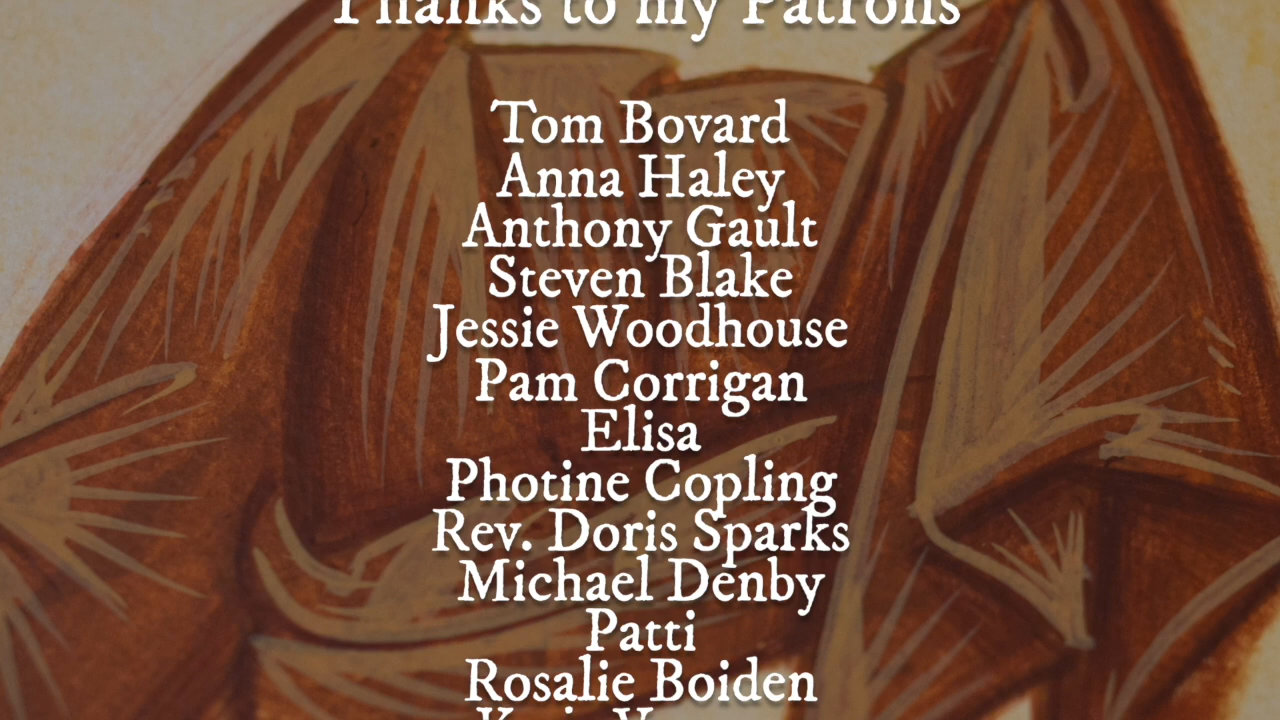 Thanks to my Patrons
Tom Bovard
Anna Haley
Anthony Gault
Steven Blake
Jessie Woodhouse
Pam Corrigan
Elisa
Photine Copling
Rev. Doris Sparks
Michael Denby
Patti
Rosalie Boiden